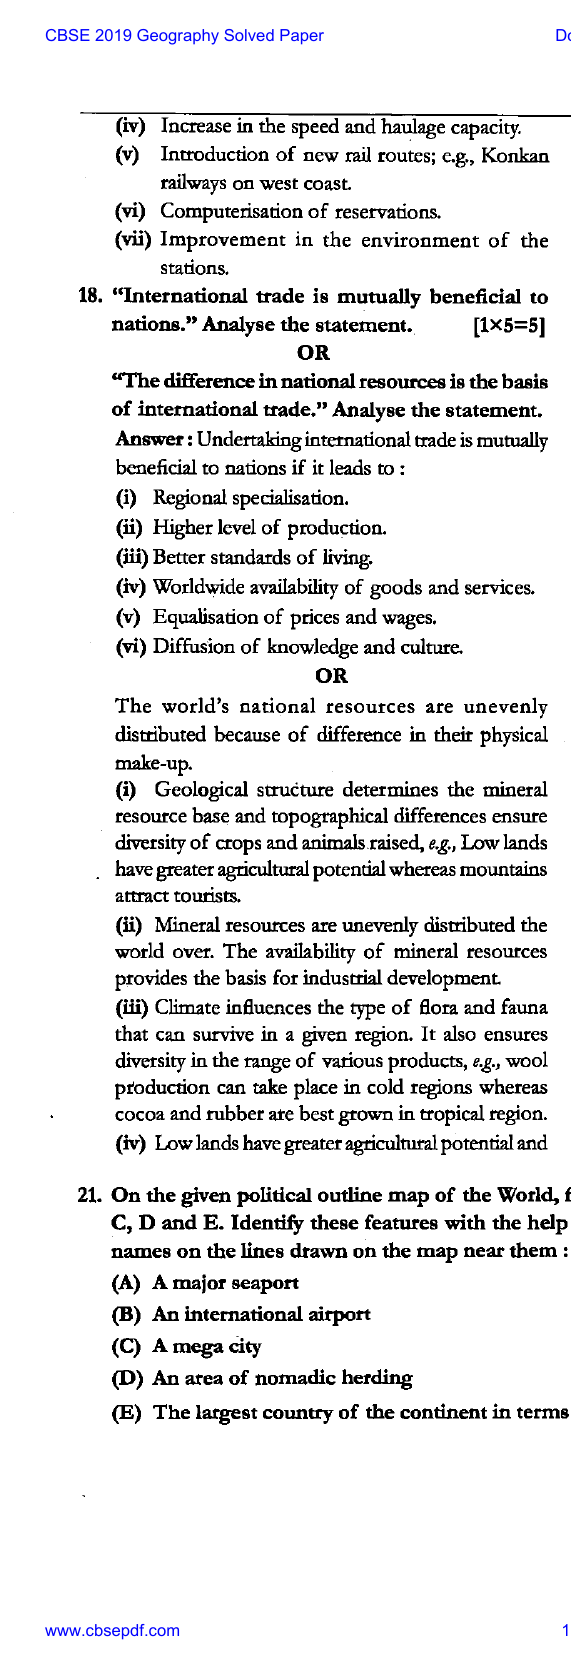 CBSE 2019 Geography Solved Paper
(iv) Increase in the speed and haulage capacity.
(v) Introduction of new rail routes; e.g., Konkan
railways on west coast.
(vi) Computerisation of reservations.
(vii) Improvement in the environment of the
stations.
18. “International trade is mutually beneficial to
nations.” Analyse the statement. [1×5=5]
OR
“The difference in national resources is the basis
of international trade.” Analyse the statement.
Answer : Undertaking international trade is mutually
beneficial to nations if it leads to :
(i) Regional specialisation.
(ii) Higher level of production.
(iii) Better standards of living.
(iv) Worldwide availability of goods and services.
(v) Equalisation of prices and wages.
(vi) Diffusion of knowledge and culture.
OR
The world’s national resources are unevenly
distributed because of difference in their physical
make-up.
(i) Geological structure determines the mineral
resource base and topographical differences ensure
diversity of crops and animals raised, e.g., Low lands
have greater agricultural potential whereas mountains
attract tourists.
(ii) Mineral resources are unevenly distributed the
world over. The availability of mineral resources
provides the basis for industrial development.
(iii) Climate influences the type of flora and fauna
that can survive in a given region. It also ensures
diversity in the range of various products, e.g., wool
production can take place in cold regions whereas
cocoa and rubber are best grown in tropical region.
(iv) Low lands have greater agricultural potential and
21. On the given political outline map of the World, f
C, D and E. Identify these features with the help
names on the lines drawn on the map near them :
(A) A major seaport
(B) An international airport
(C) A mega city
(D) An area of nomadic herding
(E) The largest country of the continent in terms
www.cbsepdf.com
1